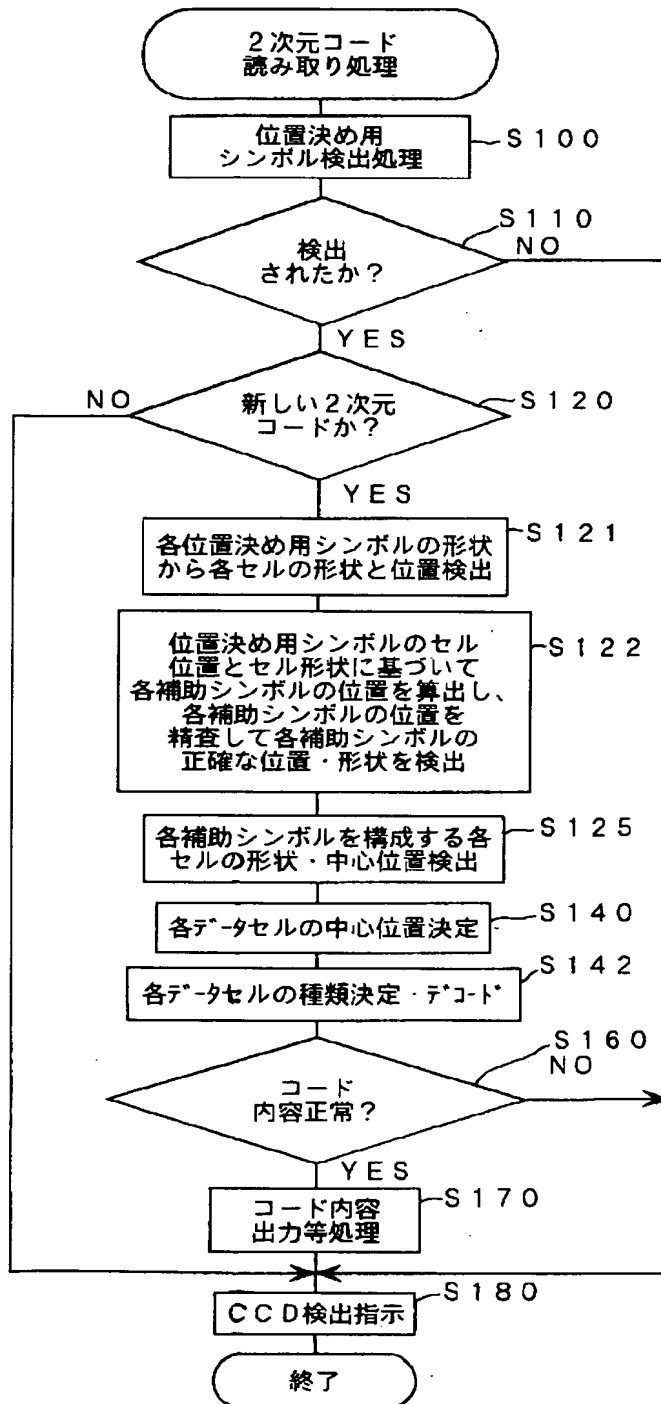 2次元コード
読み取り処理
位置決め用
シンボル検出処理
S100
S110
検出
されたか？
NO
YES
NO
新しい2次元
コードか？
S120
YES
各位置決め用シンボルの形状
から各セルの形状と位置検出
S121
位置決め用シンボルのセル
位置とセル形状に基づいて
各補助シンボルの位置を算出し、
各補助シンボルの位置を
精査して各補助シンボルの
正確な位置・形状を検出
S122
各補助シンボルを構成する各
セルの形状・中心位置検出
S125
各ﾃﾞｰﾀセルの中心位置決定
S140
各ﾃﾞｰﾀセルの種類決定・ﾃﾞｺｰﾄﾞ
S142
コード
内容正常？
S160
NO
YES
コード内容
出力等処理
S170
CCD検出指示
S180
終了